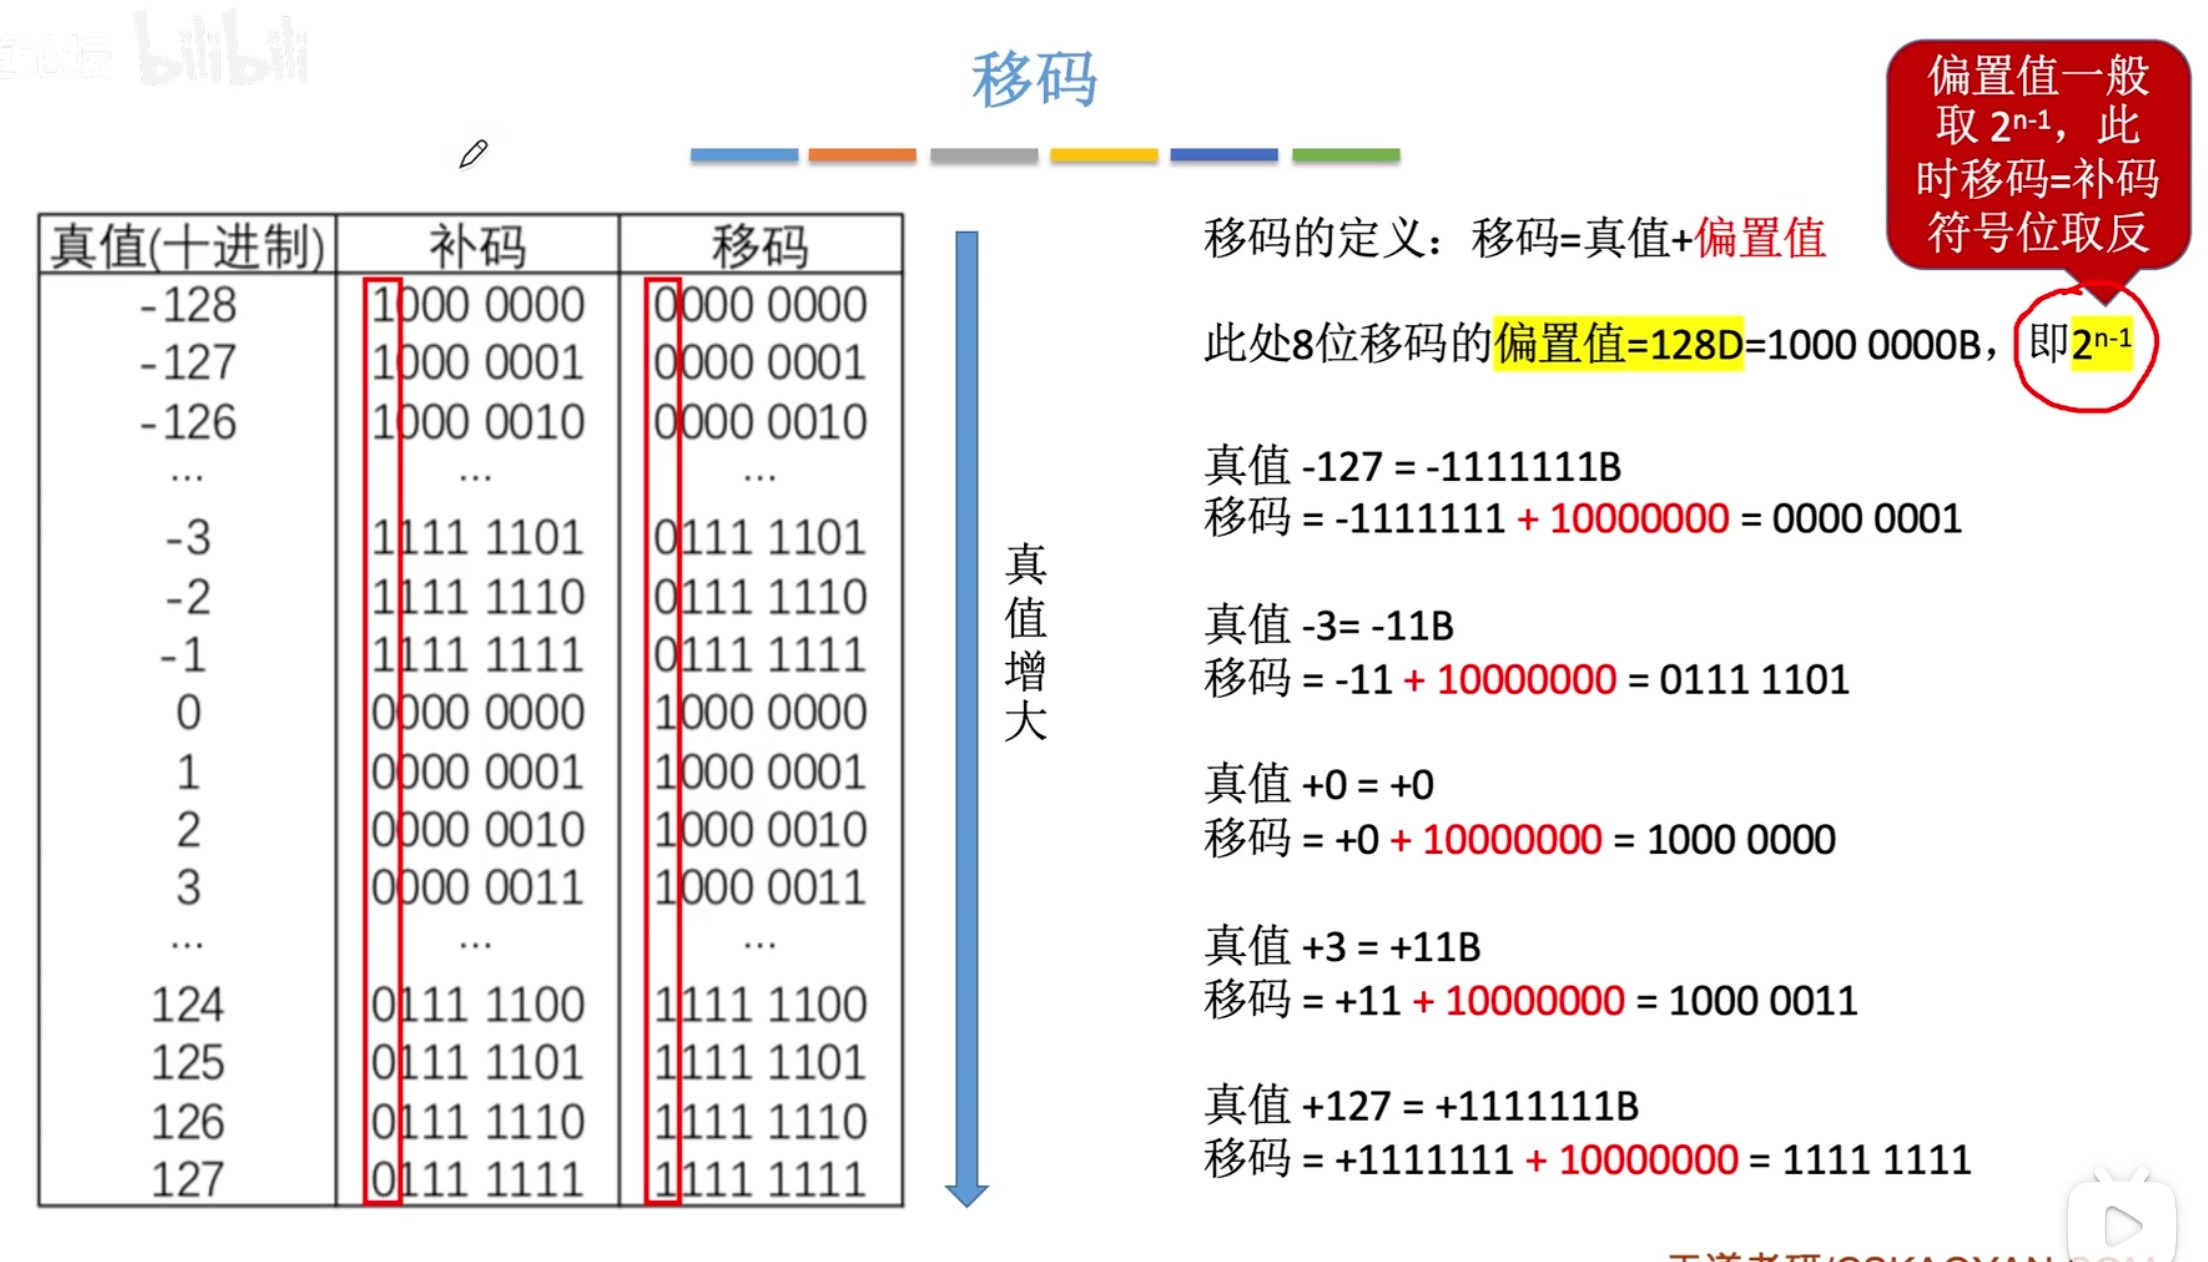 bilibili
移码
偏置值一般
取 2ⁿ⁻¹，此
时移码=补码
符号位取反
真值(十进制) 补码 移码
-128 1000 0000 0000 0000
-127 1000 0001 0000 0001
-126 1000 0010 0000 0010
... ... ...
-3 1111 1101 0111 1101
-2 1111 1110 0111 1110
-1 1111 1111 0111 1111
0 0000 0000 1000 0000
1 0000 0001 1000 0001
2 0000 0010 1000 0010
3 0000 0011 1000 0011
... ... ...
124 0111 1100 1111 1100
125 0111 1101 1111 1101
126 0111 1110 1111 1110
127 0111 1111 1111 1111
真值增大
移码的定义：移码=真值+偏置值
此处8位移码的偏置值=128D=1000 0000B，即2ⁿ⁻¹
真值 -127 = -1111111B
移码 = -1111111 + 10000000 = 0000 0001
真值 -3= -11B
移码 = -11 + 10000000 = 0111 1101
真值 +0 = +0
移码 = +0 + 10000000 = 1000 0000
真值 +3 = +11B
移码 = +11 + 10000000 = 1000 0011
真值 +127 = +1111111B
移码 = +1111111 + 10000000 = 1111 1111